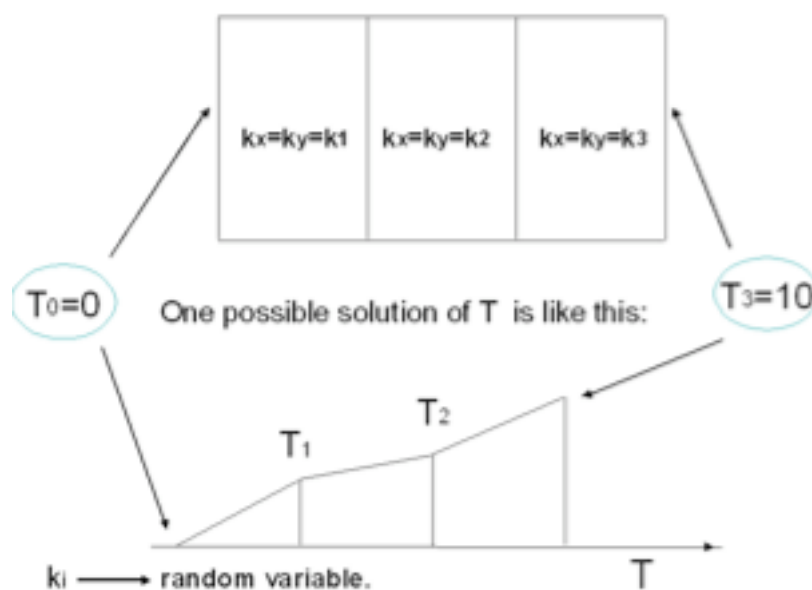 kx=ky=k1 kx=ky=k2 kx=ky=k3
T0=0
One possible solution of T is like this:
T3=10
T1
T2
T
ki random variable.